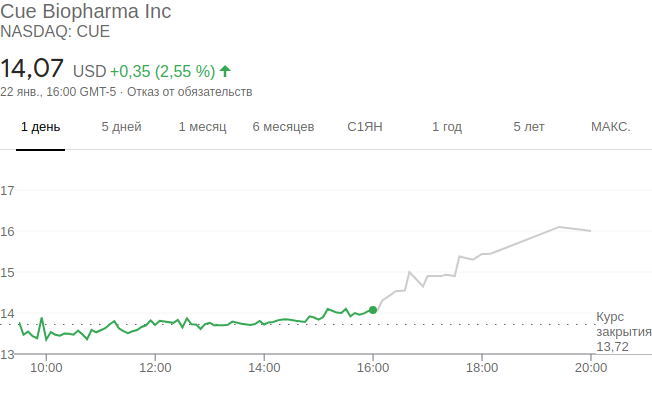 Cue Biopharma Inc
NASDAQ: CUE
14,07 USD +0,35 (2,55 %)
22 янв., 16:00 GMT-5 · Отказ от обязательств
1 день 5 дней 1 месяц 6 месяцев С1ЯН 1 год 5 лет МАКС.
17
16
15
14
Курс
закрытия
13,72
13
10:00 12:00 14:00 16:00 18:00 20:00